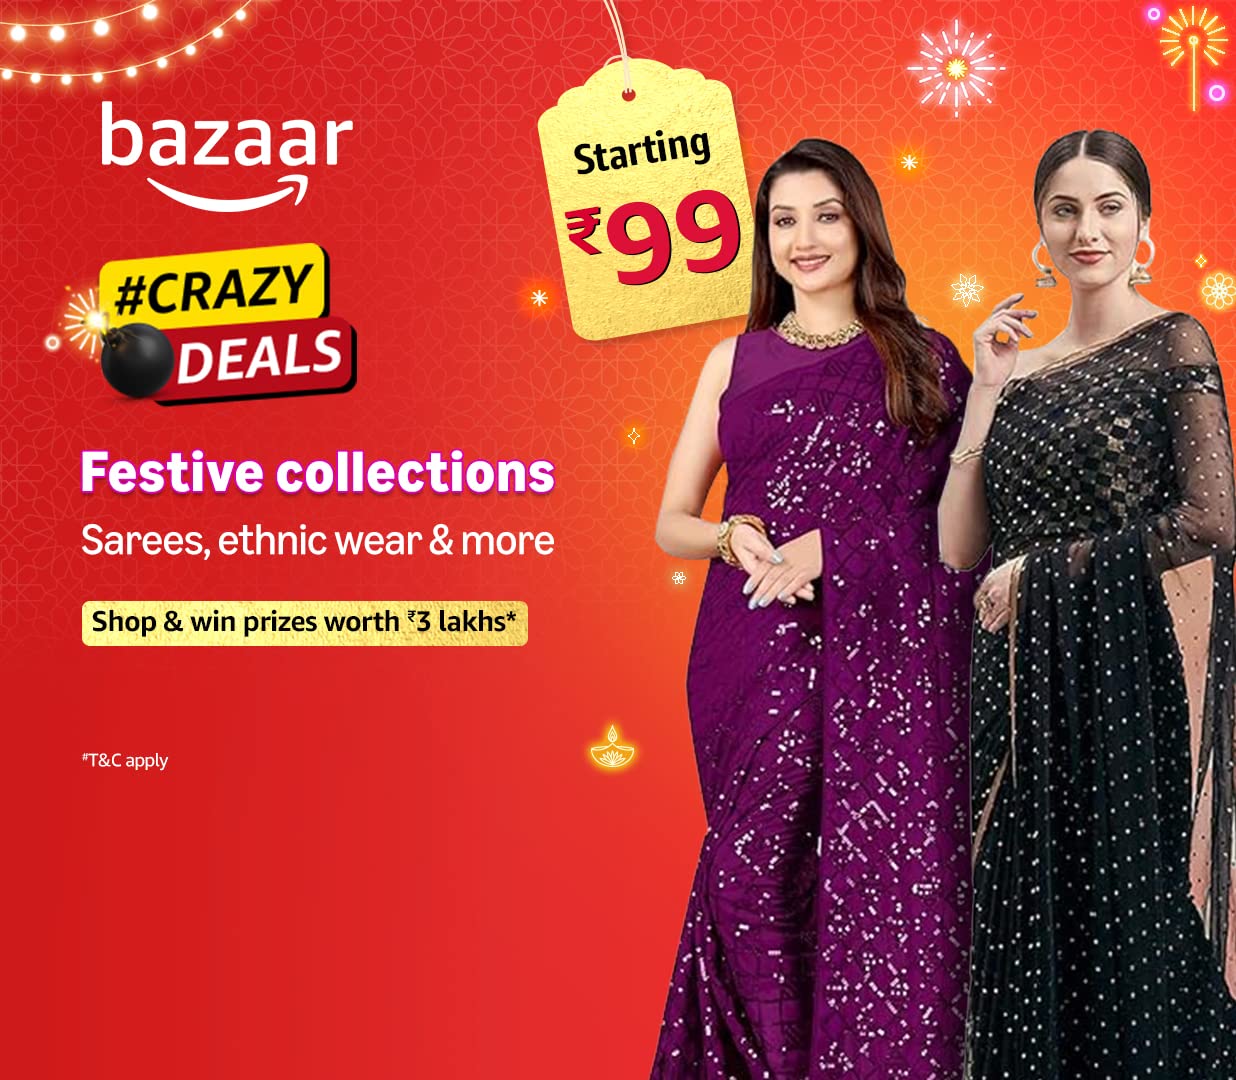 bazaar
#CRAZY
DEALS
Starting
₹99
Festive collections
Sarees, ethnic wear & more
Shop & win prizes worth ₹3 lakhs*
#T&C apply